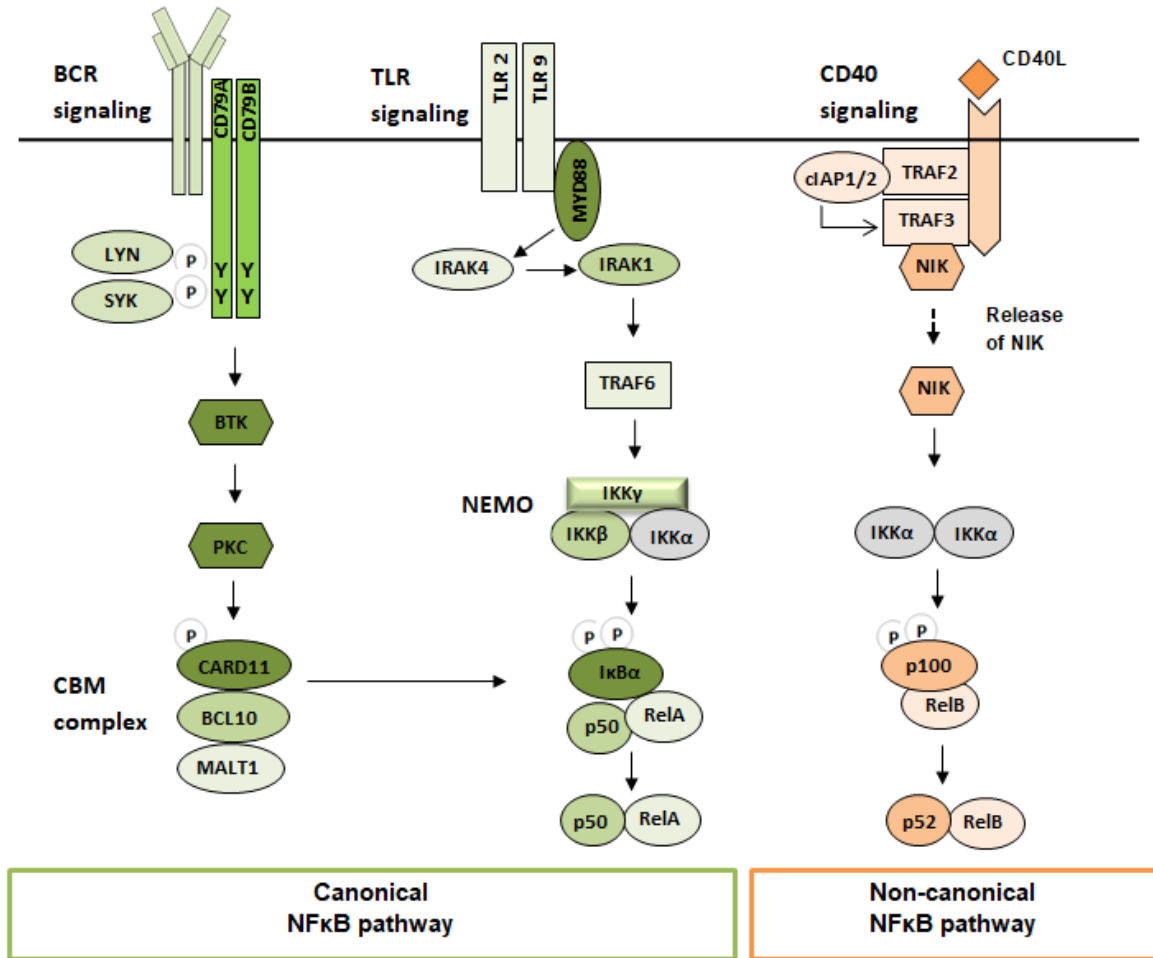 BCR
signaling
CD79A
CD79B
LYN
SYK
P
P
Y Y
Y Y
BTK
PKC
P
CARD11
BCL10
MALT1
CBM
complex
TLR
signaling
TLR 2
TLR 9
MYD88
IRAK4
IRAK1
TRAF6
NEMO
IKKγ
IKKβ
IKKα
P P
IκBα
p50
RelA
p50
RelA
CD40
signaling
CD40L
cIAP1/2
TRAF2
TRAF3
NIK
Release
of NIK
NIK
IKKα
IKKα
P P
p100
RelB
p52
RelB
Canonical
NFκB pathway
Non-canonical
NFκB pathway